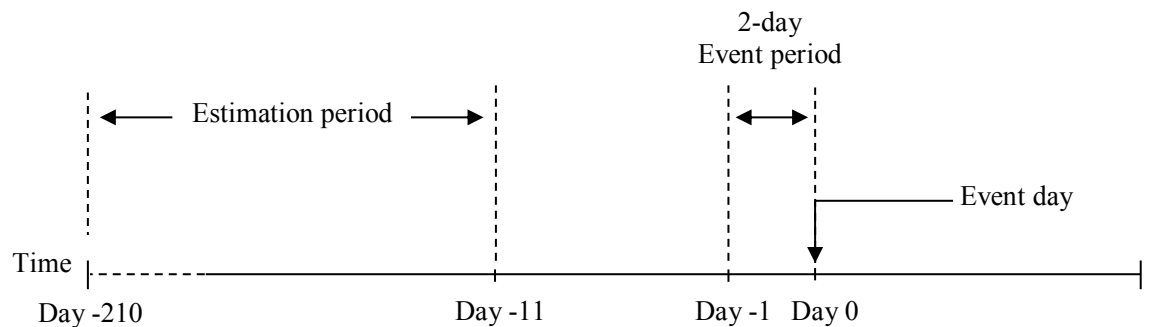 2-day
Event period
Estimation period
Event day
Time
Day -210
Day -11
Day -1
Day 0